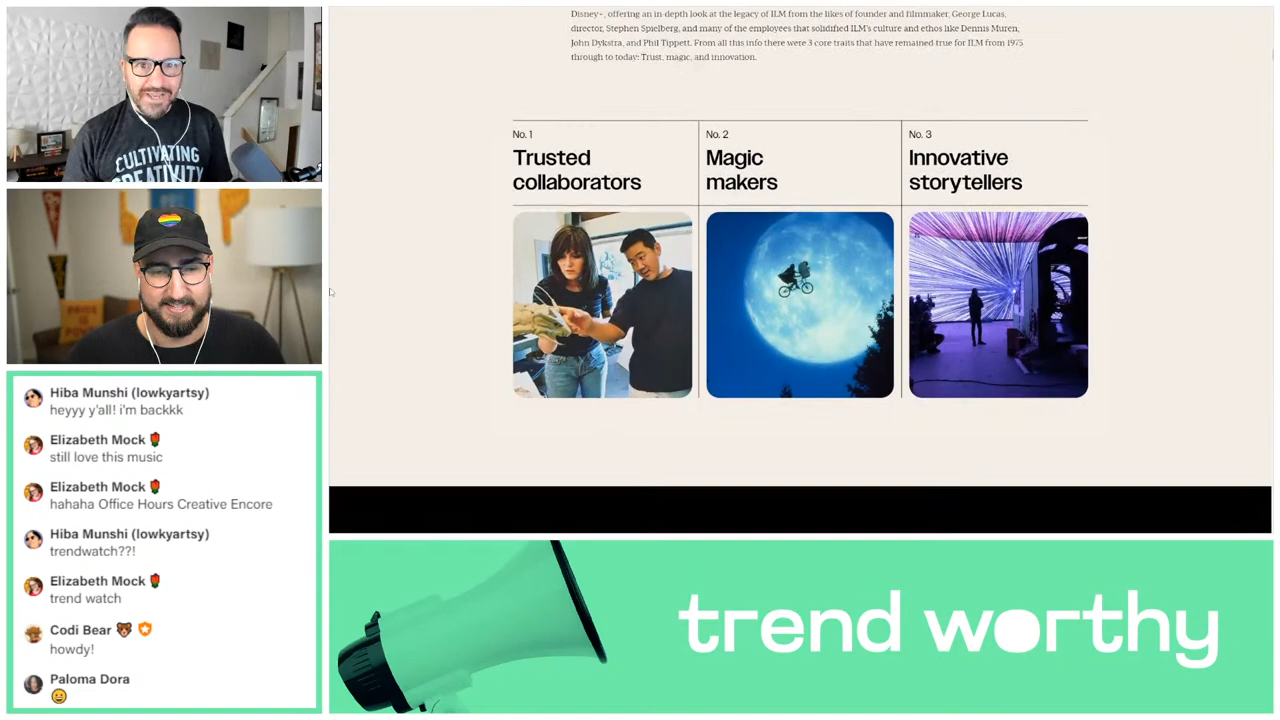 CULTIVATING
CREATIVITY
Disney+, offering an in-depth look at the legacy of ILM from the likes of founder and filmmaker, George Lucas,
director, Stephen Spielberg, and many of the employees that solidified ILM's culture and ethos like Dennis Muren,
John Dykstra, and Phil Tippett. From all this info there were 3 core traits that have remained true for ILM from 1975
through to today: Trust, magic, and innovation.
No. 1
Trusted
collaborators
No. 2
Magic
makers
No. 3
Innovative
storytellers
Hiba Munshi (lowkyartsy)
heyyy y'all! i'm backkk
Elizabeth Mock
still love this music
Elizabeth Mock
hahaha Office Hours Creative Encore
Hiba Munshi (lowkyartsy)
trendwatch??!
Elizabeth Mock
trend watch
Codi Bear
howdy!
Paloma Dora
trend worthy